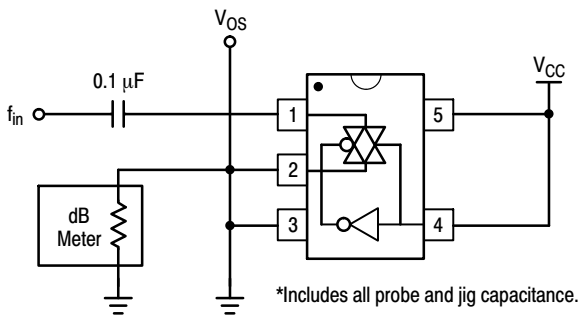 V_OS
V_CC
0.1 μF
f_in
1
5
2
dB
Meter
3
4
*Includes all probe and jig capacitance.